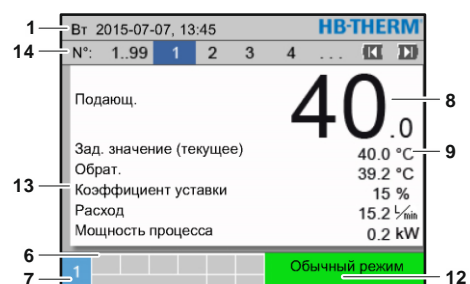 1 Вт 2015-07-07, 13:45 HB-THERM
14 N°: 1..99 1 2 3 4 ...
Подающ. 40.0 8
Зад. значение (текущее) 40.0 °C 9
Обрат. 39.2 °C
13 Коэффициент уставки 15 %
Расход 15.2 L/min
Мощность процесса 0.2 kW
6
7 1 Обычный режим 12